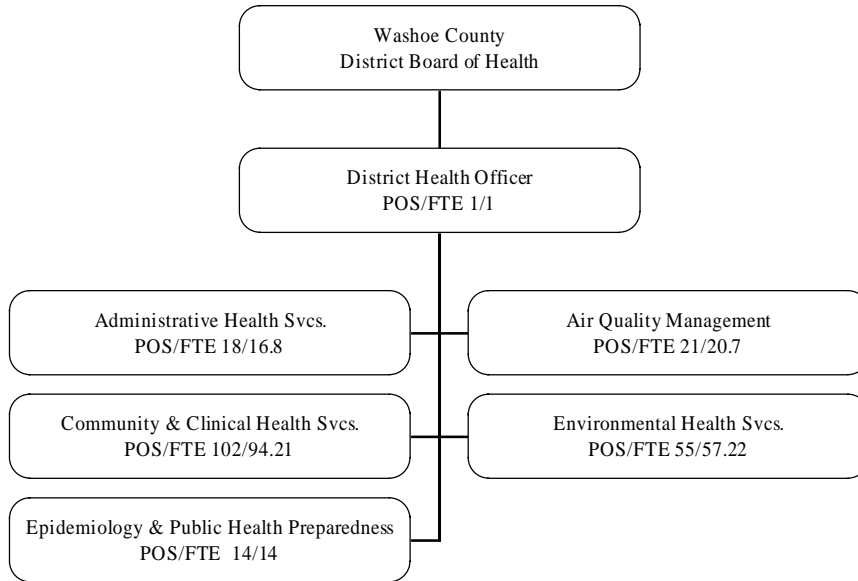 Washoe County
District Board of Health
District Health Officer
POS/FTE 1/1
Administrative Health Svcs.
POS/FTE 18/16.8
Air Quality Management
POS/FTE 21/20.7
Community & Clinical Health Svcs.
POS/FTE 102/94.21
Environmental Health Svcs.
POS/FTE 55/57.22
Epidemiology & Public Health Preparedness
POS/FTE 14/14